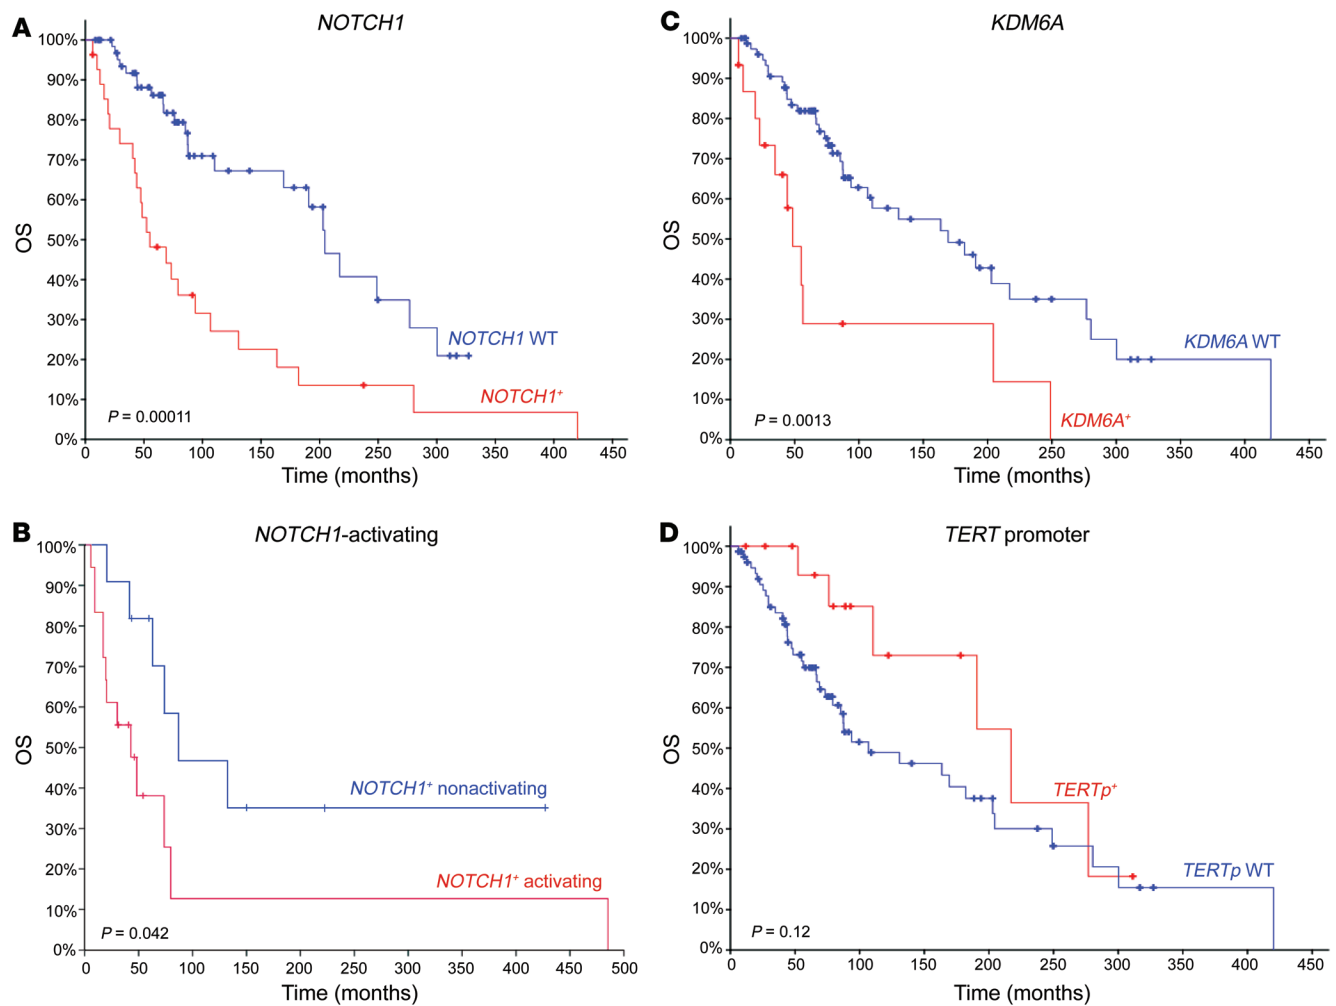 A
NOTCH1
100%
90%
80%
70%
60%
50%
40%
30%
20%
10%
0%
OS
NOTCH1 WT
NOTCH1+
P = 0.00011
0 50 100 150 200 250 300 350 400 450
Time (months)
C
KDM6A
100%
90%
80%
70%
60%
50%
40%
30%
20%
10%
0%
OS
KDM6A WT
KDM6A+
P = 0.0013
0 50 100 150 200 250 300 350 400 450
Time (months)
B
NOTCH1-activating
100%
90%
80%
70%
60%
50%
40%
30%
20%
10%
0%
OS
NOTCH1+ nonactivating
NOTCH1+ activating
P = 0.042
0 50 100 150 200 250 300 350 400 450 500
Time (months)
D
TERT promoter
100%
90%
80%
70%
60%
50%
40%
30%
20%
10%
0%
OS
TERTp+
TERTp WT
P = 0.12
0 50 100 150 200 250 300 350 400 450
Time (months)